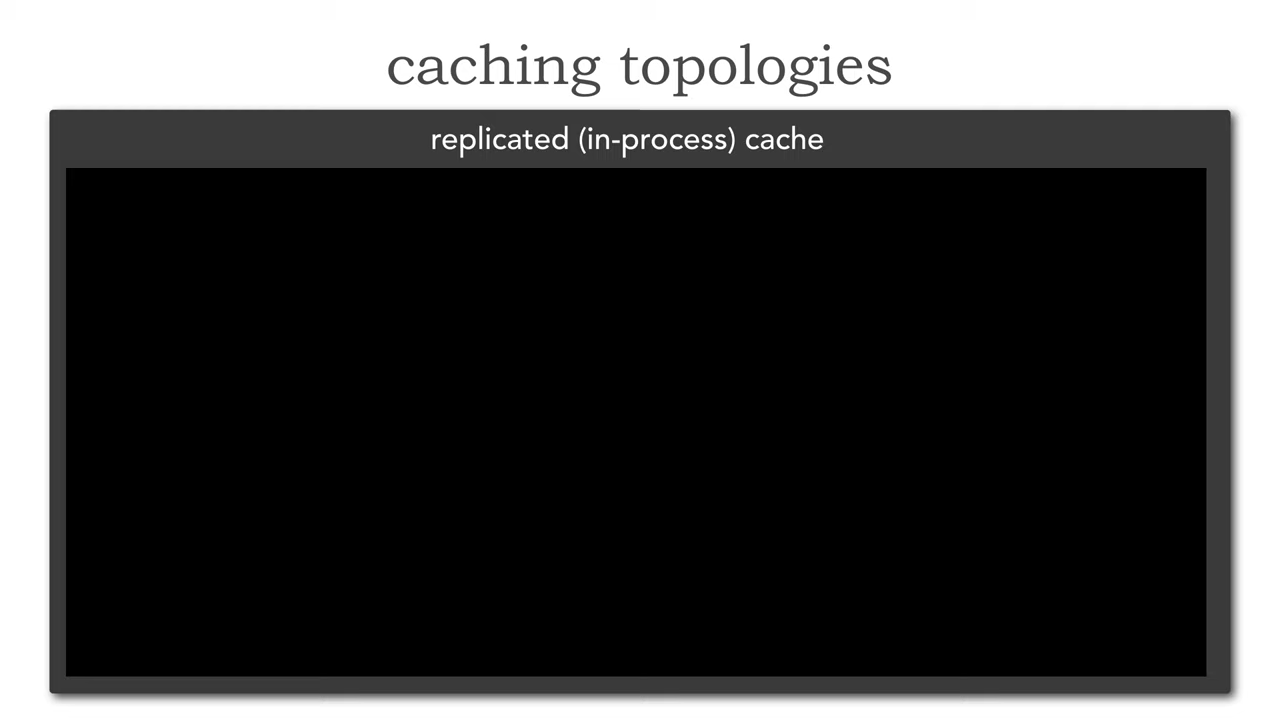 caching topologies
replicated (in-process) cache